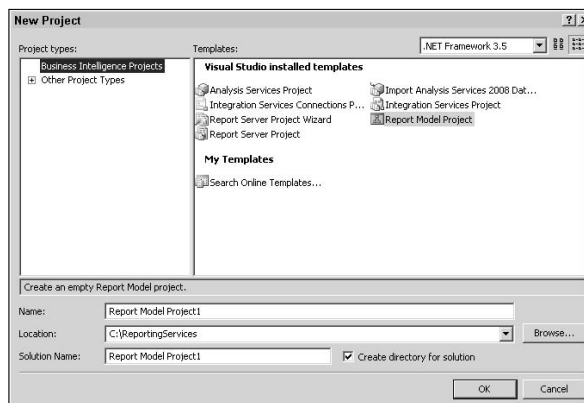 New Project
Project types:
Templates:
.NET Framework 3.5
Business Intelligence Projects
Other Project Types
Visual Studio installed templates
Analysis Services Project
Import Analysis Services 2008 Dat...
Integration Services Connections P...
Integration Services Project
Report Server Project Wizard
Report Model Project
Report Server Project
My Templates
Search Online Templates...
Create an empty Report Model project.
Name:
Report Model Project1
Location:
C:\ReportingServices
Browse...
Solution Name:
Report Model Project1
Create directory for solution
OK
Cancel